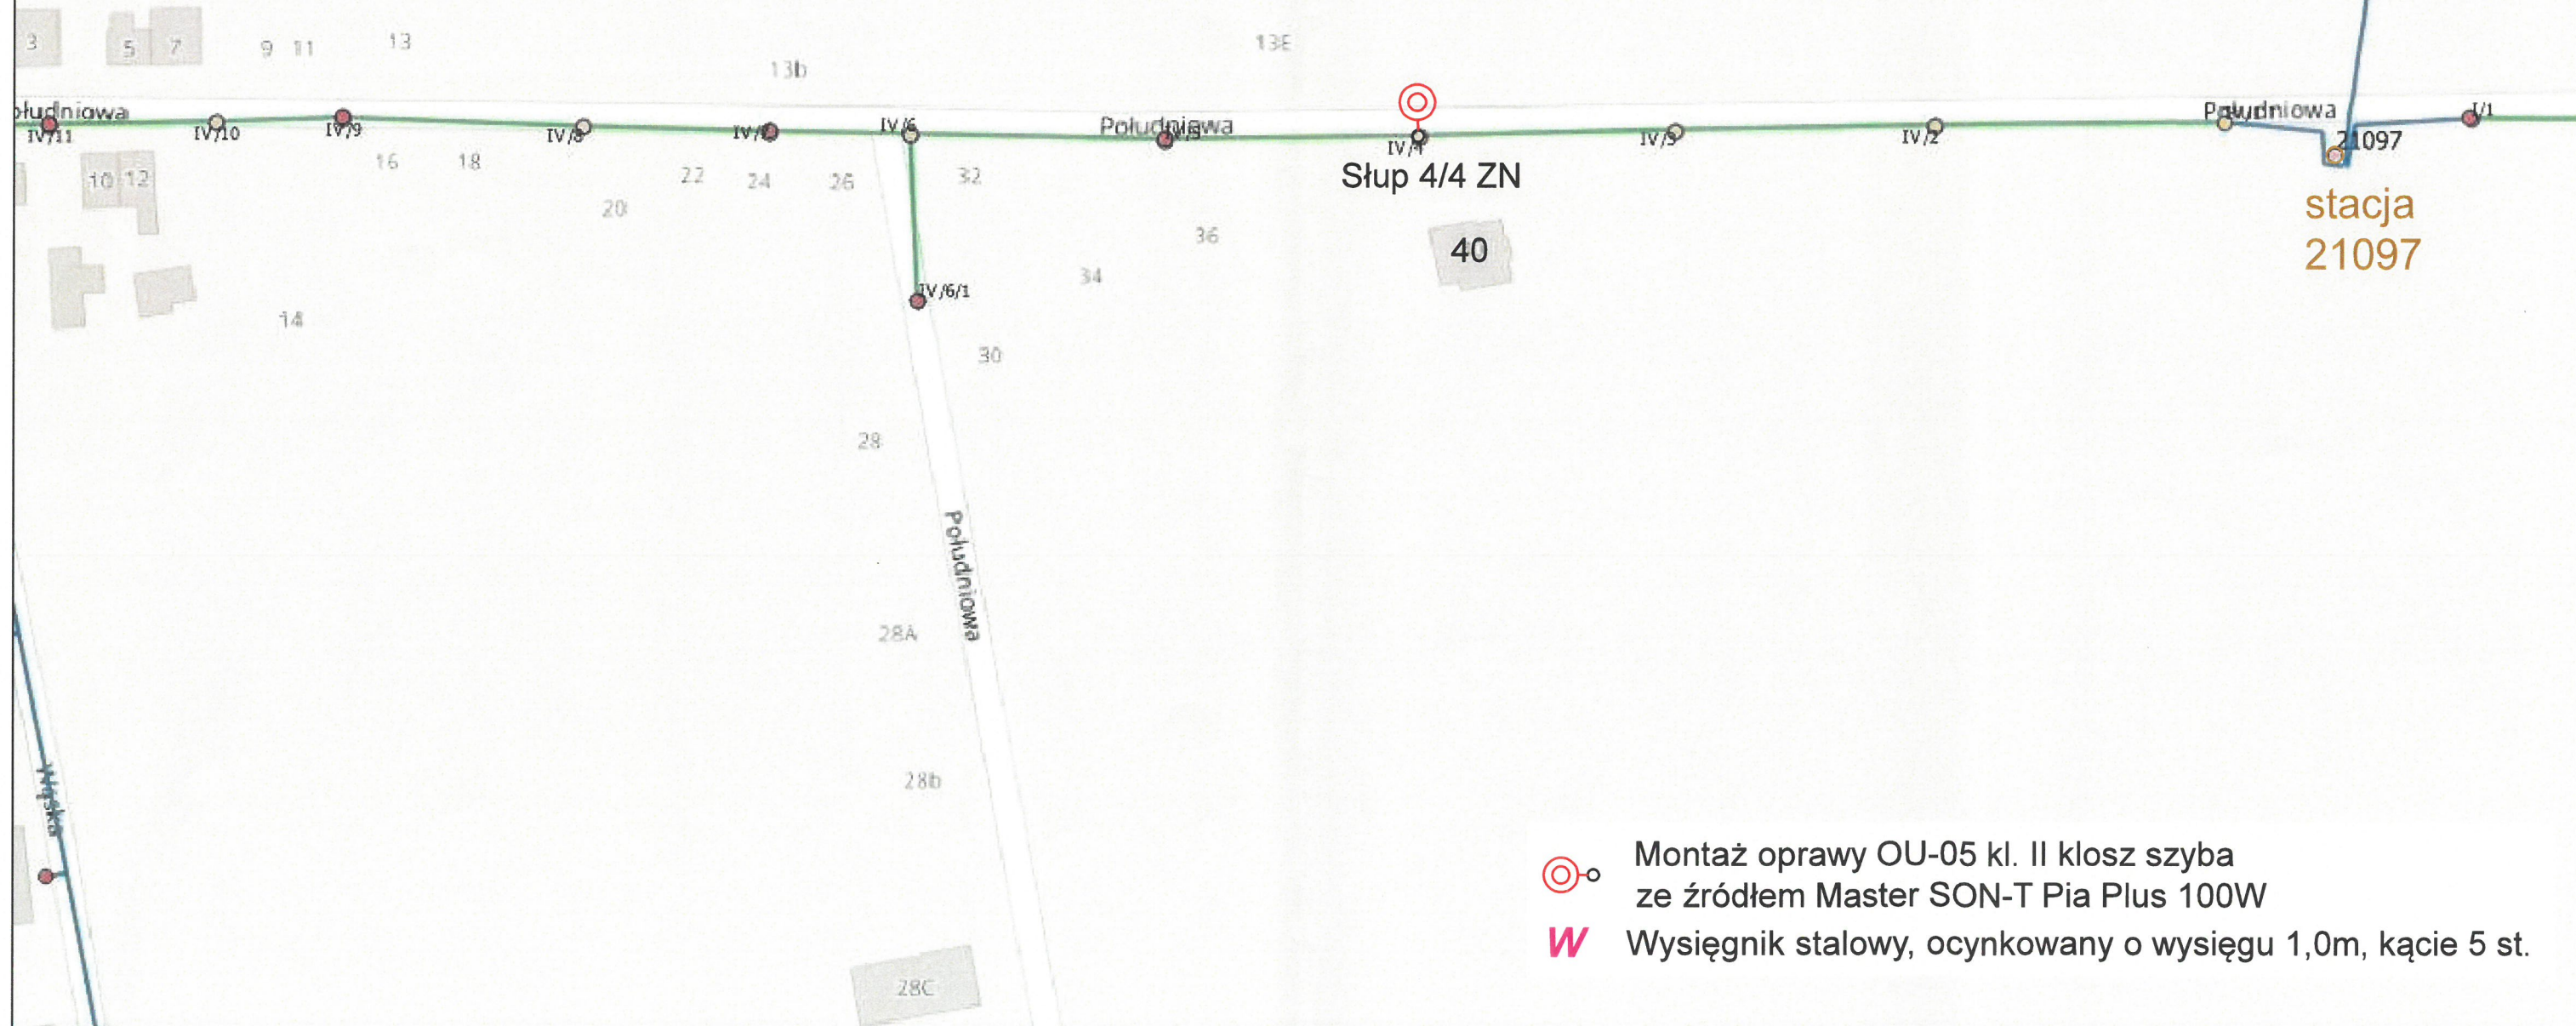 3
5
7
9
11
13
13b
13E
Południowa
Południowa
IV/11
IV/10
IV/9
IV/8
IV/6
IV/4
IV/3
IV/2
I/1
21097
Słup 4/4 ZN
stacja
21097
10
12
16
18
20
22
24
26
32
36
34
40
14
IV/6/1
30
28
Południowa
28A
28b
28C
Wąska
Montaż oprawy OU-05 kl. II klosz szyba
ze źródłem Master SON-T Pia Plus 100W
W Wysięgnik stalowy, ocynkowany o wysięgu 1,0m, kącie 5 st.